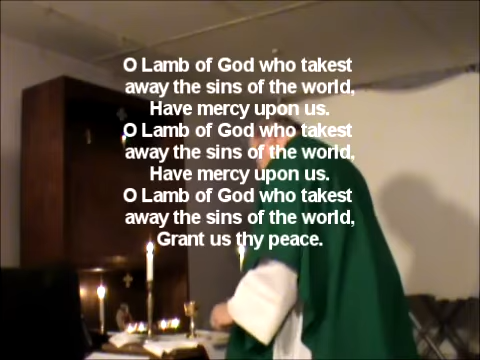 O Lamb of God who takest
away the sins of the world,
Have mercy upon us.
O Lamb of God who takest
away the sins of the world,
Have mercy upon us.
O Lamb of God who takest
away the sins of the world,
Grant us thy peace.